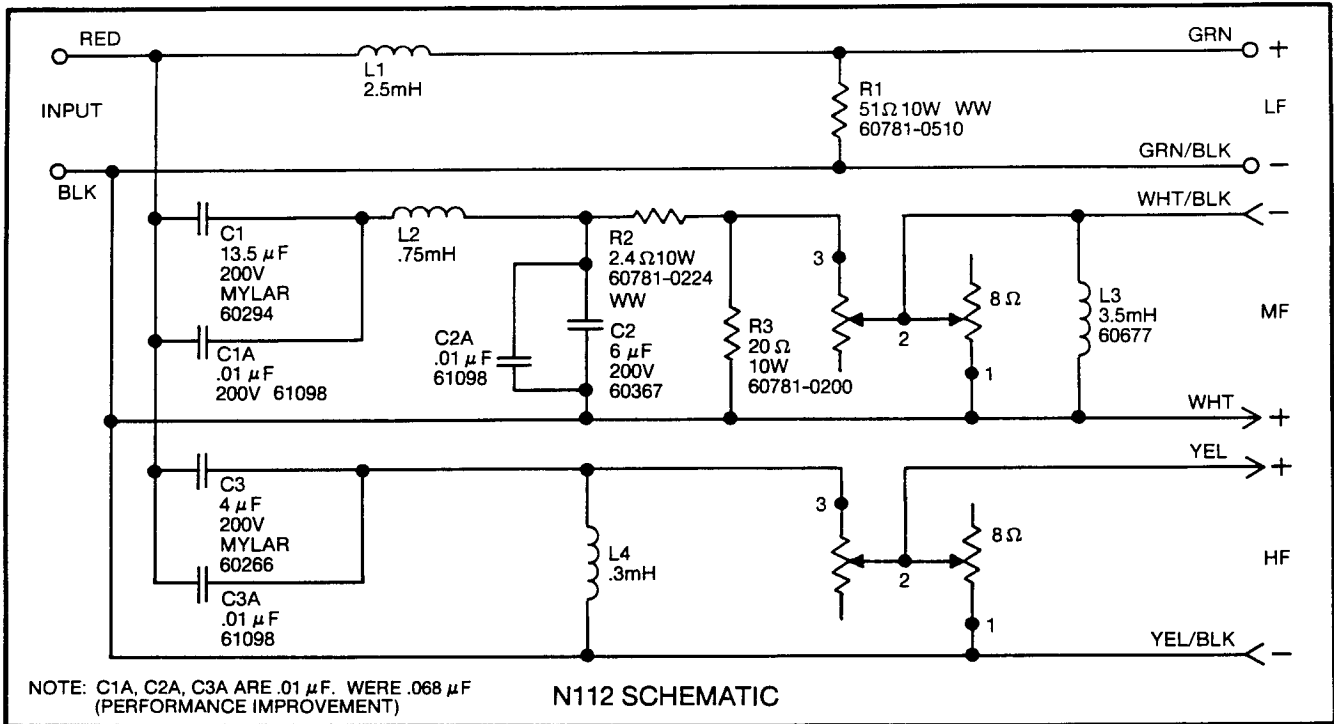 RED
GRN
+
L1
2.5mH
R1
51Ω 10W WW
60781-0510
INPUT
LF
GRN/BLK
−
BLK
WHT/BLK
−
C1
13.5 µF
200V
MYLAR
60294
L2
.75mH
R2
2.4 Ω 10W
60781-0224
WW
3
8 Ω
L3
3.5mH
60677
MF
2
C2A
.01 µF
61098
C2
6 µF
200V
60367
R3
20 Ω
10W
60781-0200
C1A
.01 µF
200V 61098
1
WHT
+
YEL
+
C3
4 µF
200V
MYLAR
60266
3
8 Ω
L4
.3mH
2
HF
C3A
.01 µF
61098
1
YEL/BLK
−
NOTE: C1A, C2A, C3A ARE .01 µF. WERE .068 µF
(PERFORMANCE IMPROVEMENT)
N112 SCHEMATIC